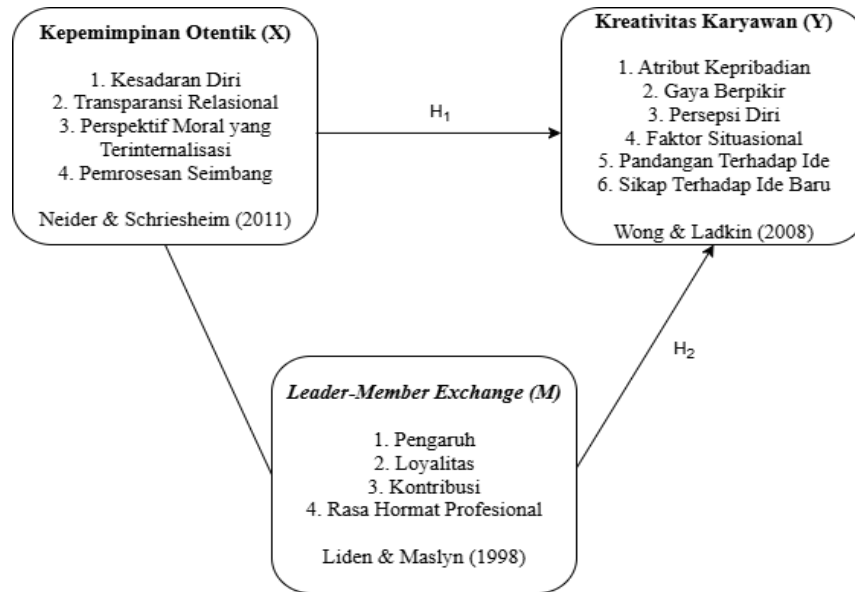 Kepemimpinan Otentik (X)
1. Kesadaran Diri
2. Transparansi Relasional
3. Perspektif Moral yang
Terinternalisasi
4. Pemrosesan Seimbang
Neider & Schriesheim (2011)
H₁
Kreativitas Karyawan (Y)
1. Atribut Kepribadian
2. Gaya Berpikir
3. Persepsi Diri
4. Faktor Situasional
5. Pandangan Terhadap Ide
6. Sikap Terhadap Ide Baru
Wong & Ladkin (2008)
H₂
Leader-Member Exchange (M)
1. Pengaruh
2. Loyalitas
3. Kontribusi
4. Rasa Hormat Profesional
Liden & Maslyn (1998)